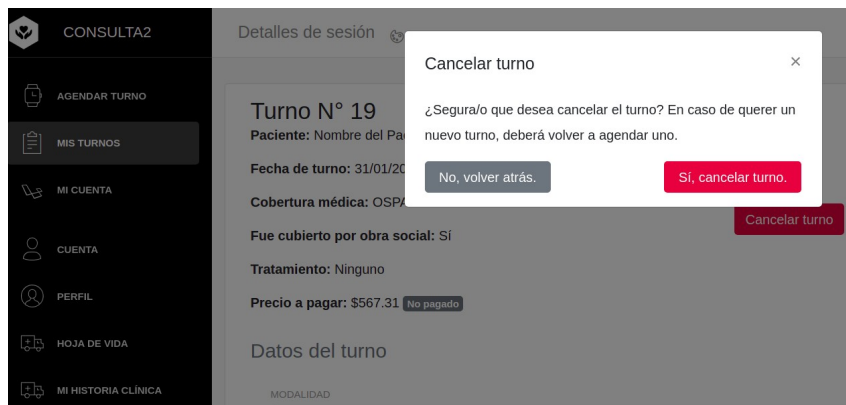 CONSULTA2
Detalles de sesión
Cancelar turno
×
AGENDAR TURNO
¿Segura/o que desea cancelar el turno? En caso de querer un
nuevo turno, deberá volver a agendar uno.
Turno N° 19
Paciente: Nombre del Pa
MIS TURNOS
Fecha de turno: 31/01/20
No, volver atrás.
Sí, cancelar turno.
MI CUENTA
Cobertura médica: OSPA
Cancelar turno
Fue cubierto por obra social: Sí
CUENTA
Tratamiento: Ninguno
PERFIL
Precio a pagar: $567.31 No pagado
HOJA DE VIDA
Datos del turno
MI HISTORIA CLÍNICA
MODALIDAD